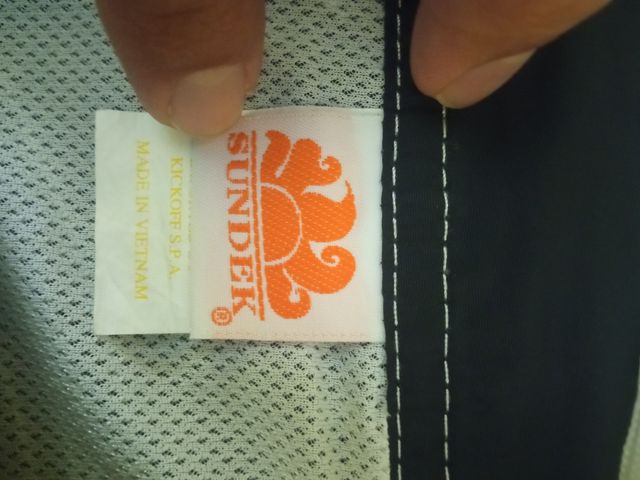 SUNDEK®
KICKOFF S.P.A.
MADE IN VIETNAM